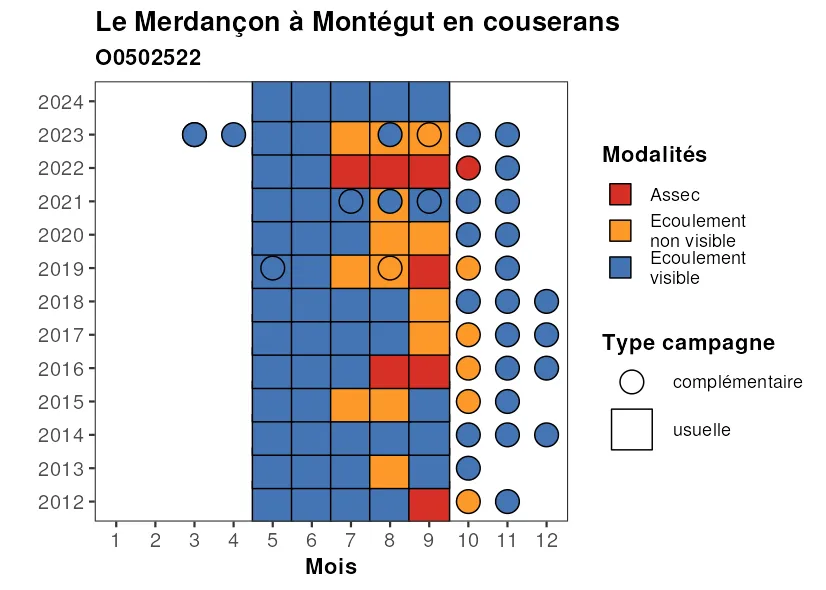 Le Merdançon à Montégut en couserans
O0502522
2024
2023
2022
2021
2020
2019
2018
2017
2016
2015
2014
2013
2012
1 2 3 4 5 6 7 8 9 10 11 12
Mois
Modalités
Assec
Ecoulement
non visible
Ecoulement
visible
Type campagne
complémentaire
usuelle